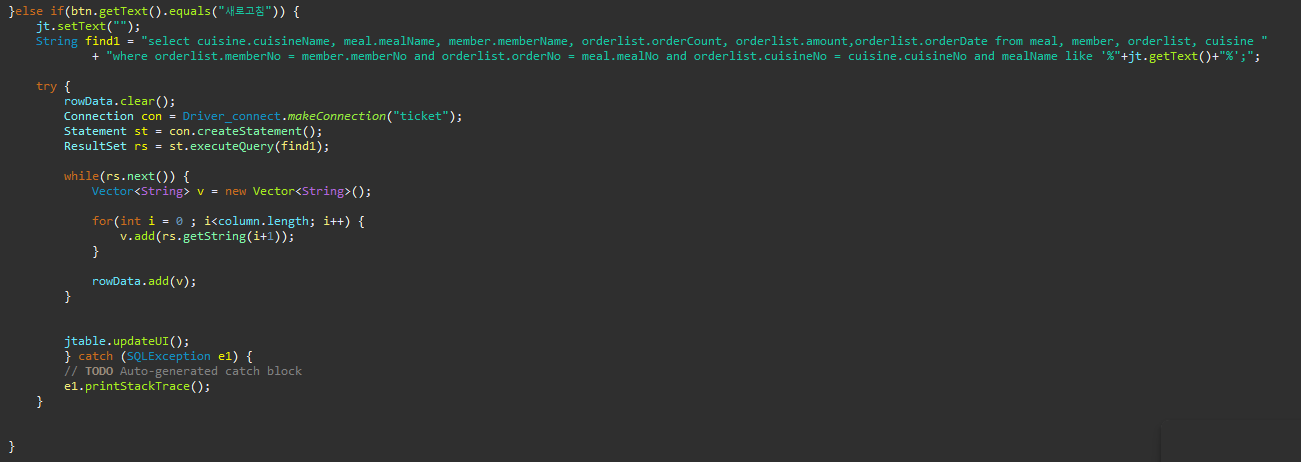 }else if(btn.getText().equals("새로고침")) {
jt.setText("");
String find1 = "select cuisine.cuisineName, meal.mealName, member.memberName, orderlist.orderCount, orderlist.amount,orderlist.orderDate from meal, member, orderlist, cuisine "
+ "where orderlist.memberNo = member.memberNo and orderlist.orderNo = meal.mealNo and orderlist.cuisineNo = cuisine.cuisineNo and mealName like '%"+jt.getText()+"%';";
try {
rowData.clear();
Connection con = Driver_connect.makeConnection("ticket");
Statement st = con.createStatement();
ResultSet rs = st.executeQuery(find1);
while(rs.next()) {
Vector<String> v = new Vector<String>();
for(int i = 0 ; i<column.length; i++) {
v.add(rs.getString(i+1));
}
rowData.add(v);
}
jtable.updateUI();
} catch (SQLException e1) {
// TODO Auto-generated catch block
e1.printStackTrace();
}
}